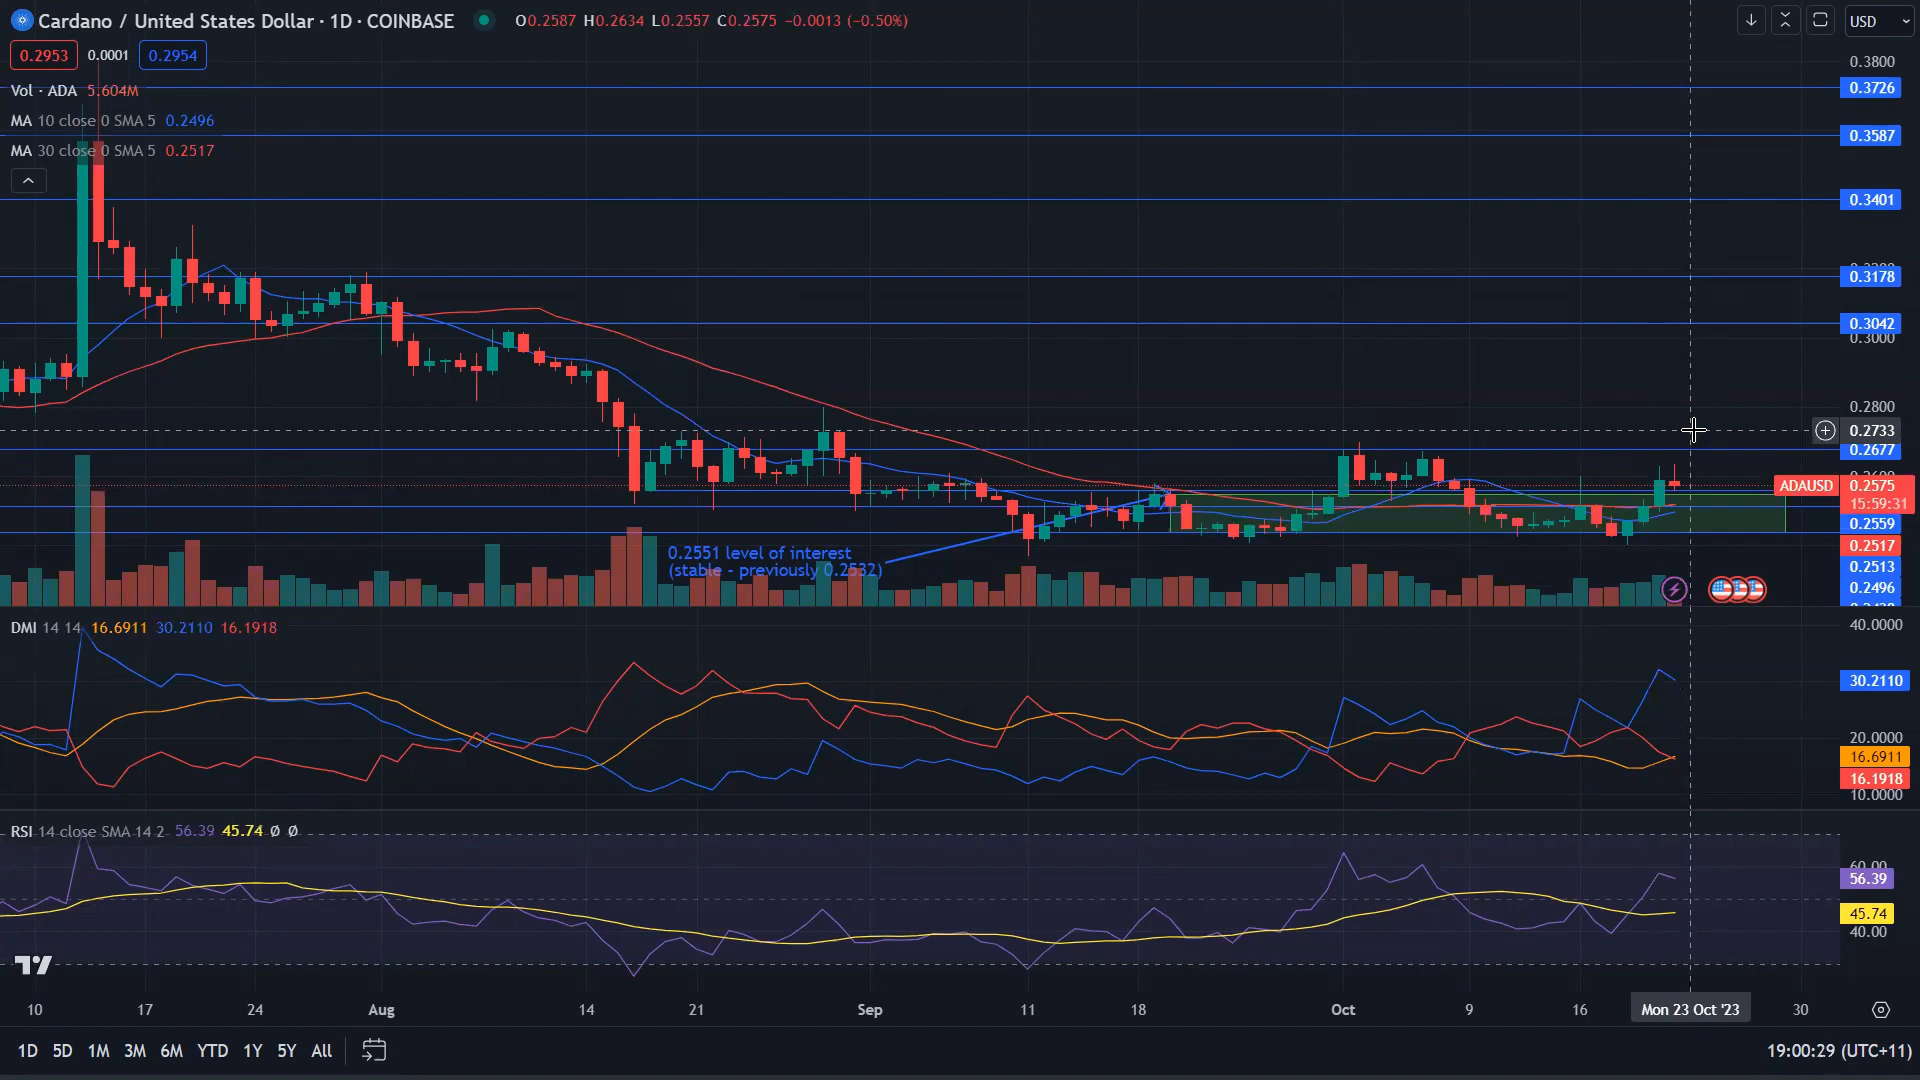 Cardano / United States Dollar · 1D · COINBASE O0.2587 H0.2634 L0.2557 C0.2575 −0.0013 (−0.50%)
USD
0.2953 0.0001 0.2954
Vol · ADA 5.604M
MA 10 close 0 SMA 5 0.2496
MA 30 close 0 SMA 5 0.2517
0.3800
0.3726
0.3587
0.3401
0.3178
0.3042
0.3000
0.2800
0.2733
0.2677
ADAUSD 0.2575
15:59:31
0.2559
0.2517
0.2513
0.2496
0.2551 level of interest
(stable - previously 0.2532)
DMI 14 14 16.6911 30.2110 16.1918
40.0000
30.2110
20.0000
16.6911
16.1918
10.0000
RSI 14 close SMA 14 2 56.39 45.74 Ø Ø
60.00
56.39
45.74
40.00
10 17 24 Aug 14 21 Sep 11 18 Oct 9 16 Mon 23 Oct '23 30
1D 5D 1M 3M 6M YTD 1Y 5Y All
19:00:29 (UTC+11)